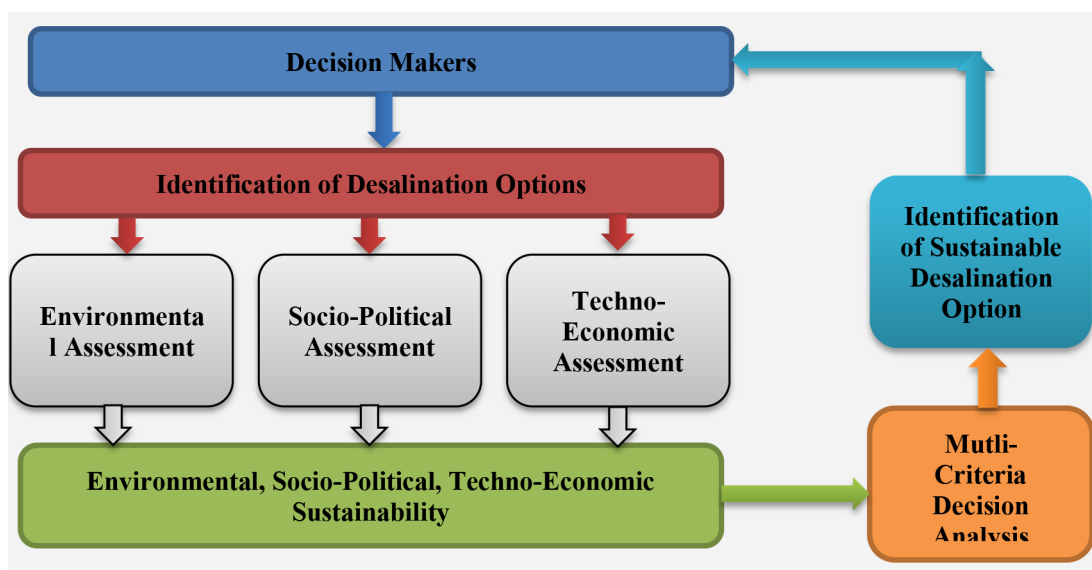 Decision Makers
Identification of Desalination Options
Environmenta
l Assessment
Socio-Political
Assessment
Techno-
Economic
Assessment
Environmental, Socio-Political, Techno-Economic
Sustainability
Mutli-
Criteria
Decision
Analysis
Identification
of Sustainable
Desalination
Option